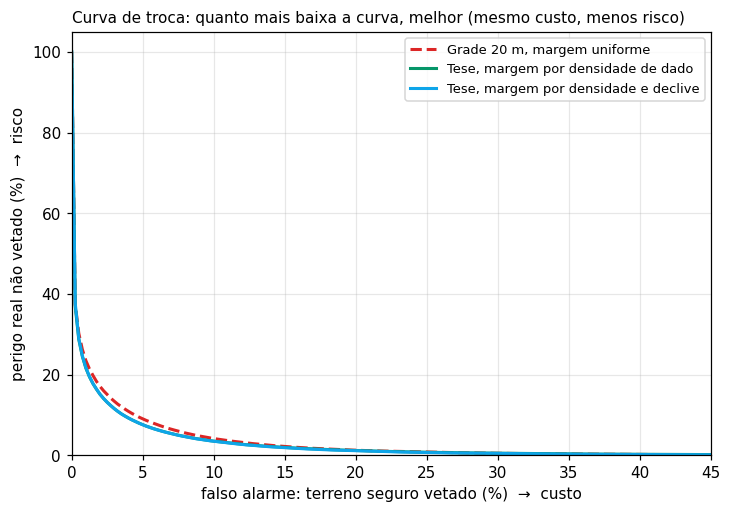 Curva de troca: quanto mais baixa a curva, melhor (mesmo custo, menos risco)
Grade 20 m, margem uniforme
Tese, margem por densidade de dado
Tese, margem por densidade e declive
perigo real não vetado (%) → risco
100
80
60
40
20
0
0 5 10 15 20 25 30 35 40 45
falso alarme: terreno seguro vetado (%) → custo